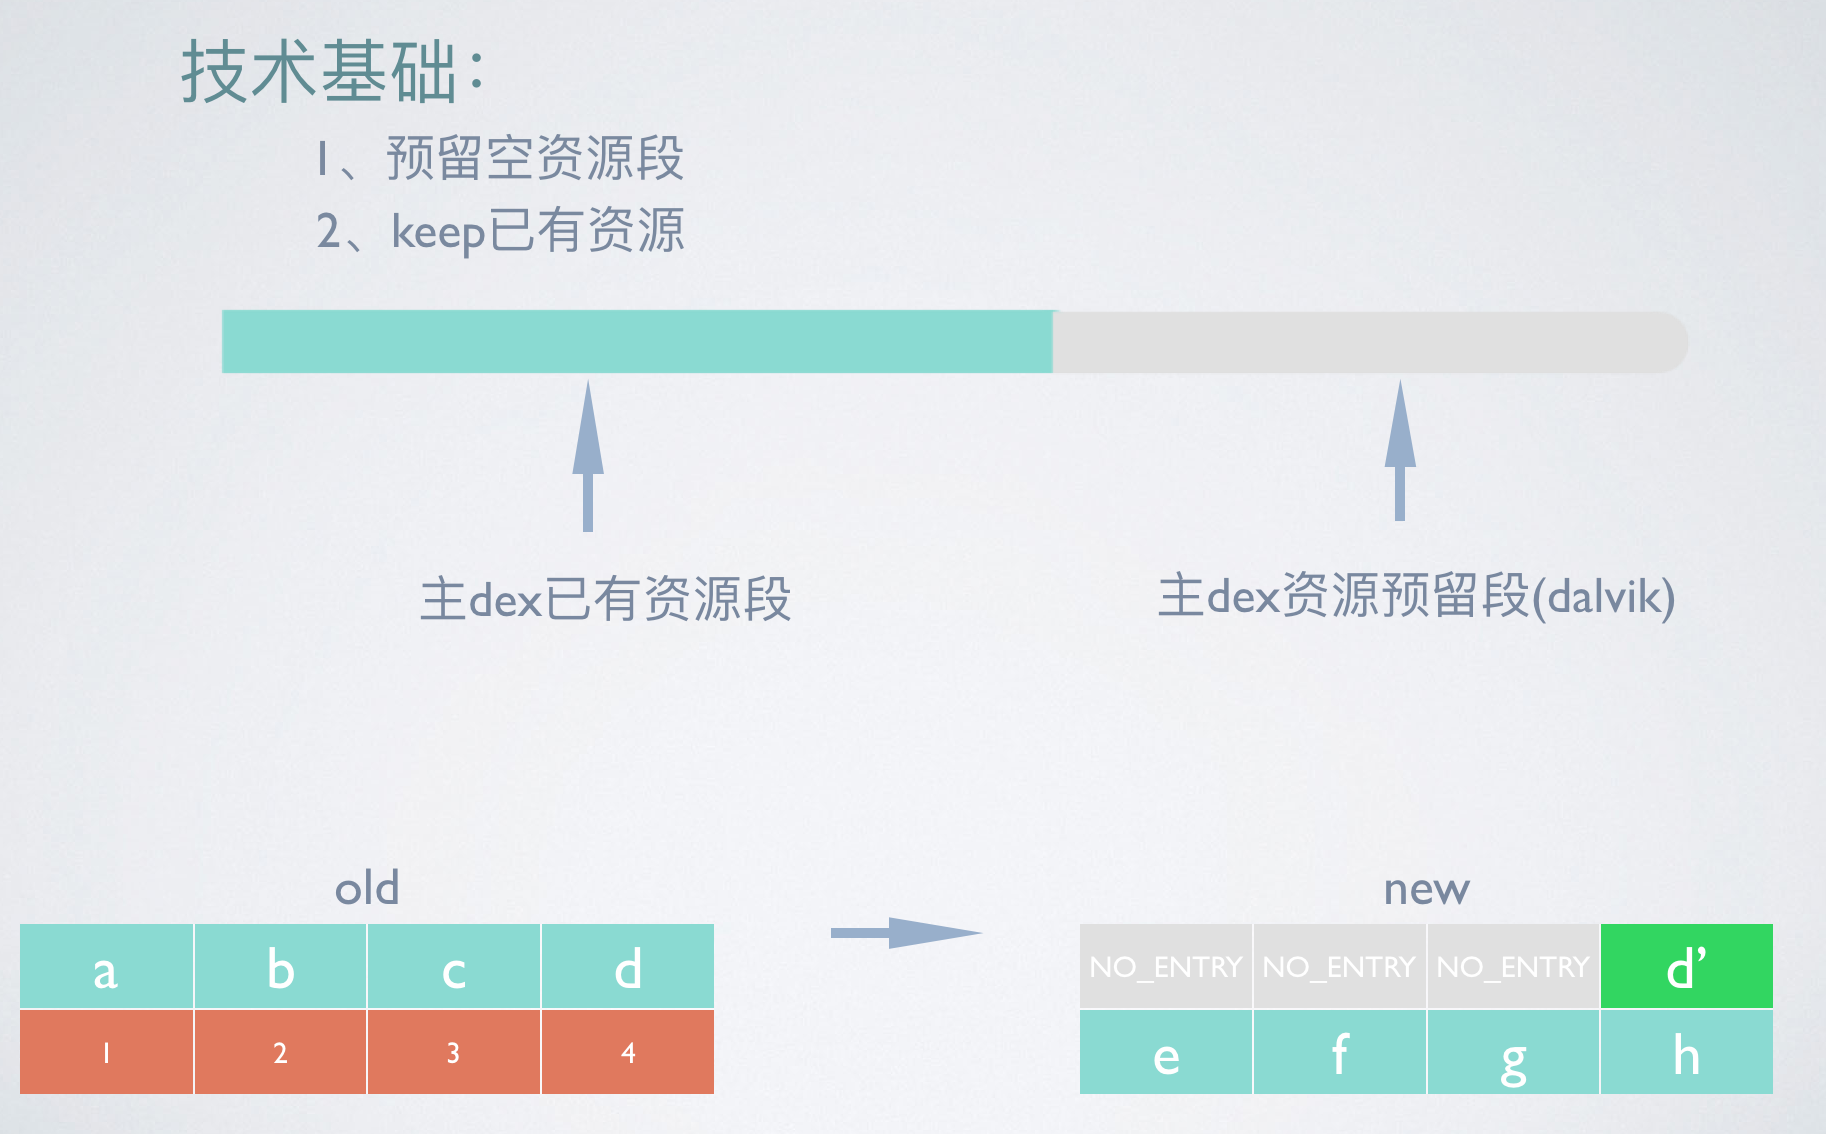 技术基础：
1、预留空资源段
2、keep已有资源
主dex已有资源段
主dex资源预留段(dalvik)
old
new
a b c d
1 2 3 4
NO_ENTRY NO_ENTRY NO_ENTRY d’
e f g h